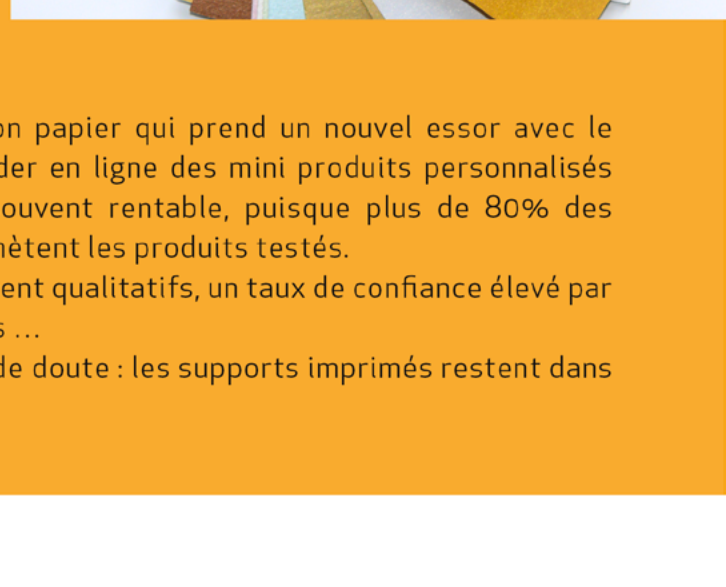 on papier qui prend un nouvel essor avec le
der en ligne des mini produits personnalisés
ouvent rentable, puisque plus de 80% des
hètent les produits testés.
ent qualitatifs, un taux de confiance élevé par
s ...
de doute : les supports imprimés restent dans